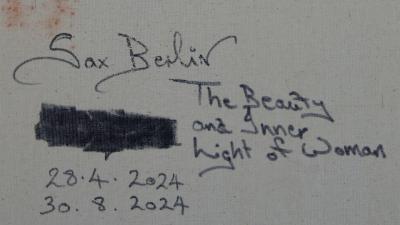 Sax Berlin
The Beauty
and Inner
Light of Woman
28.4.2024
30.8.2024